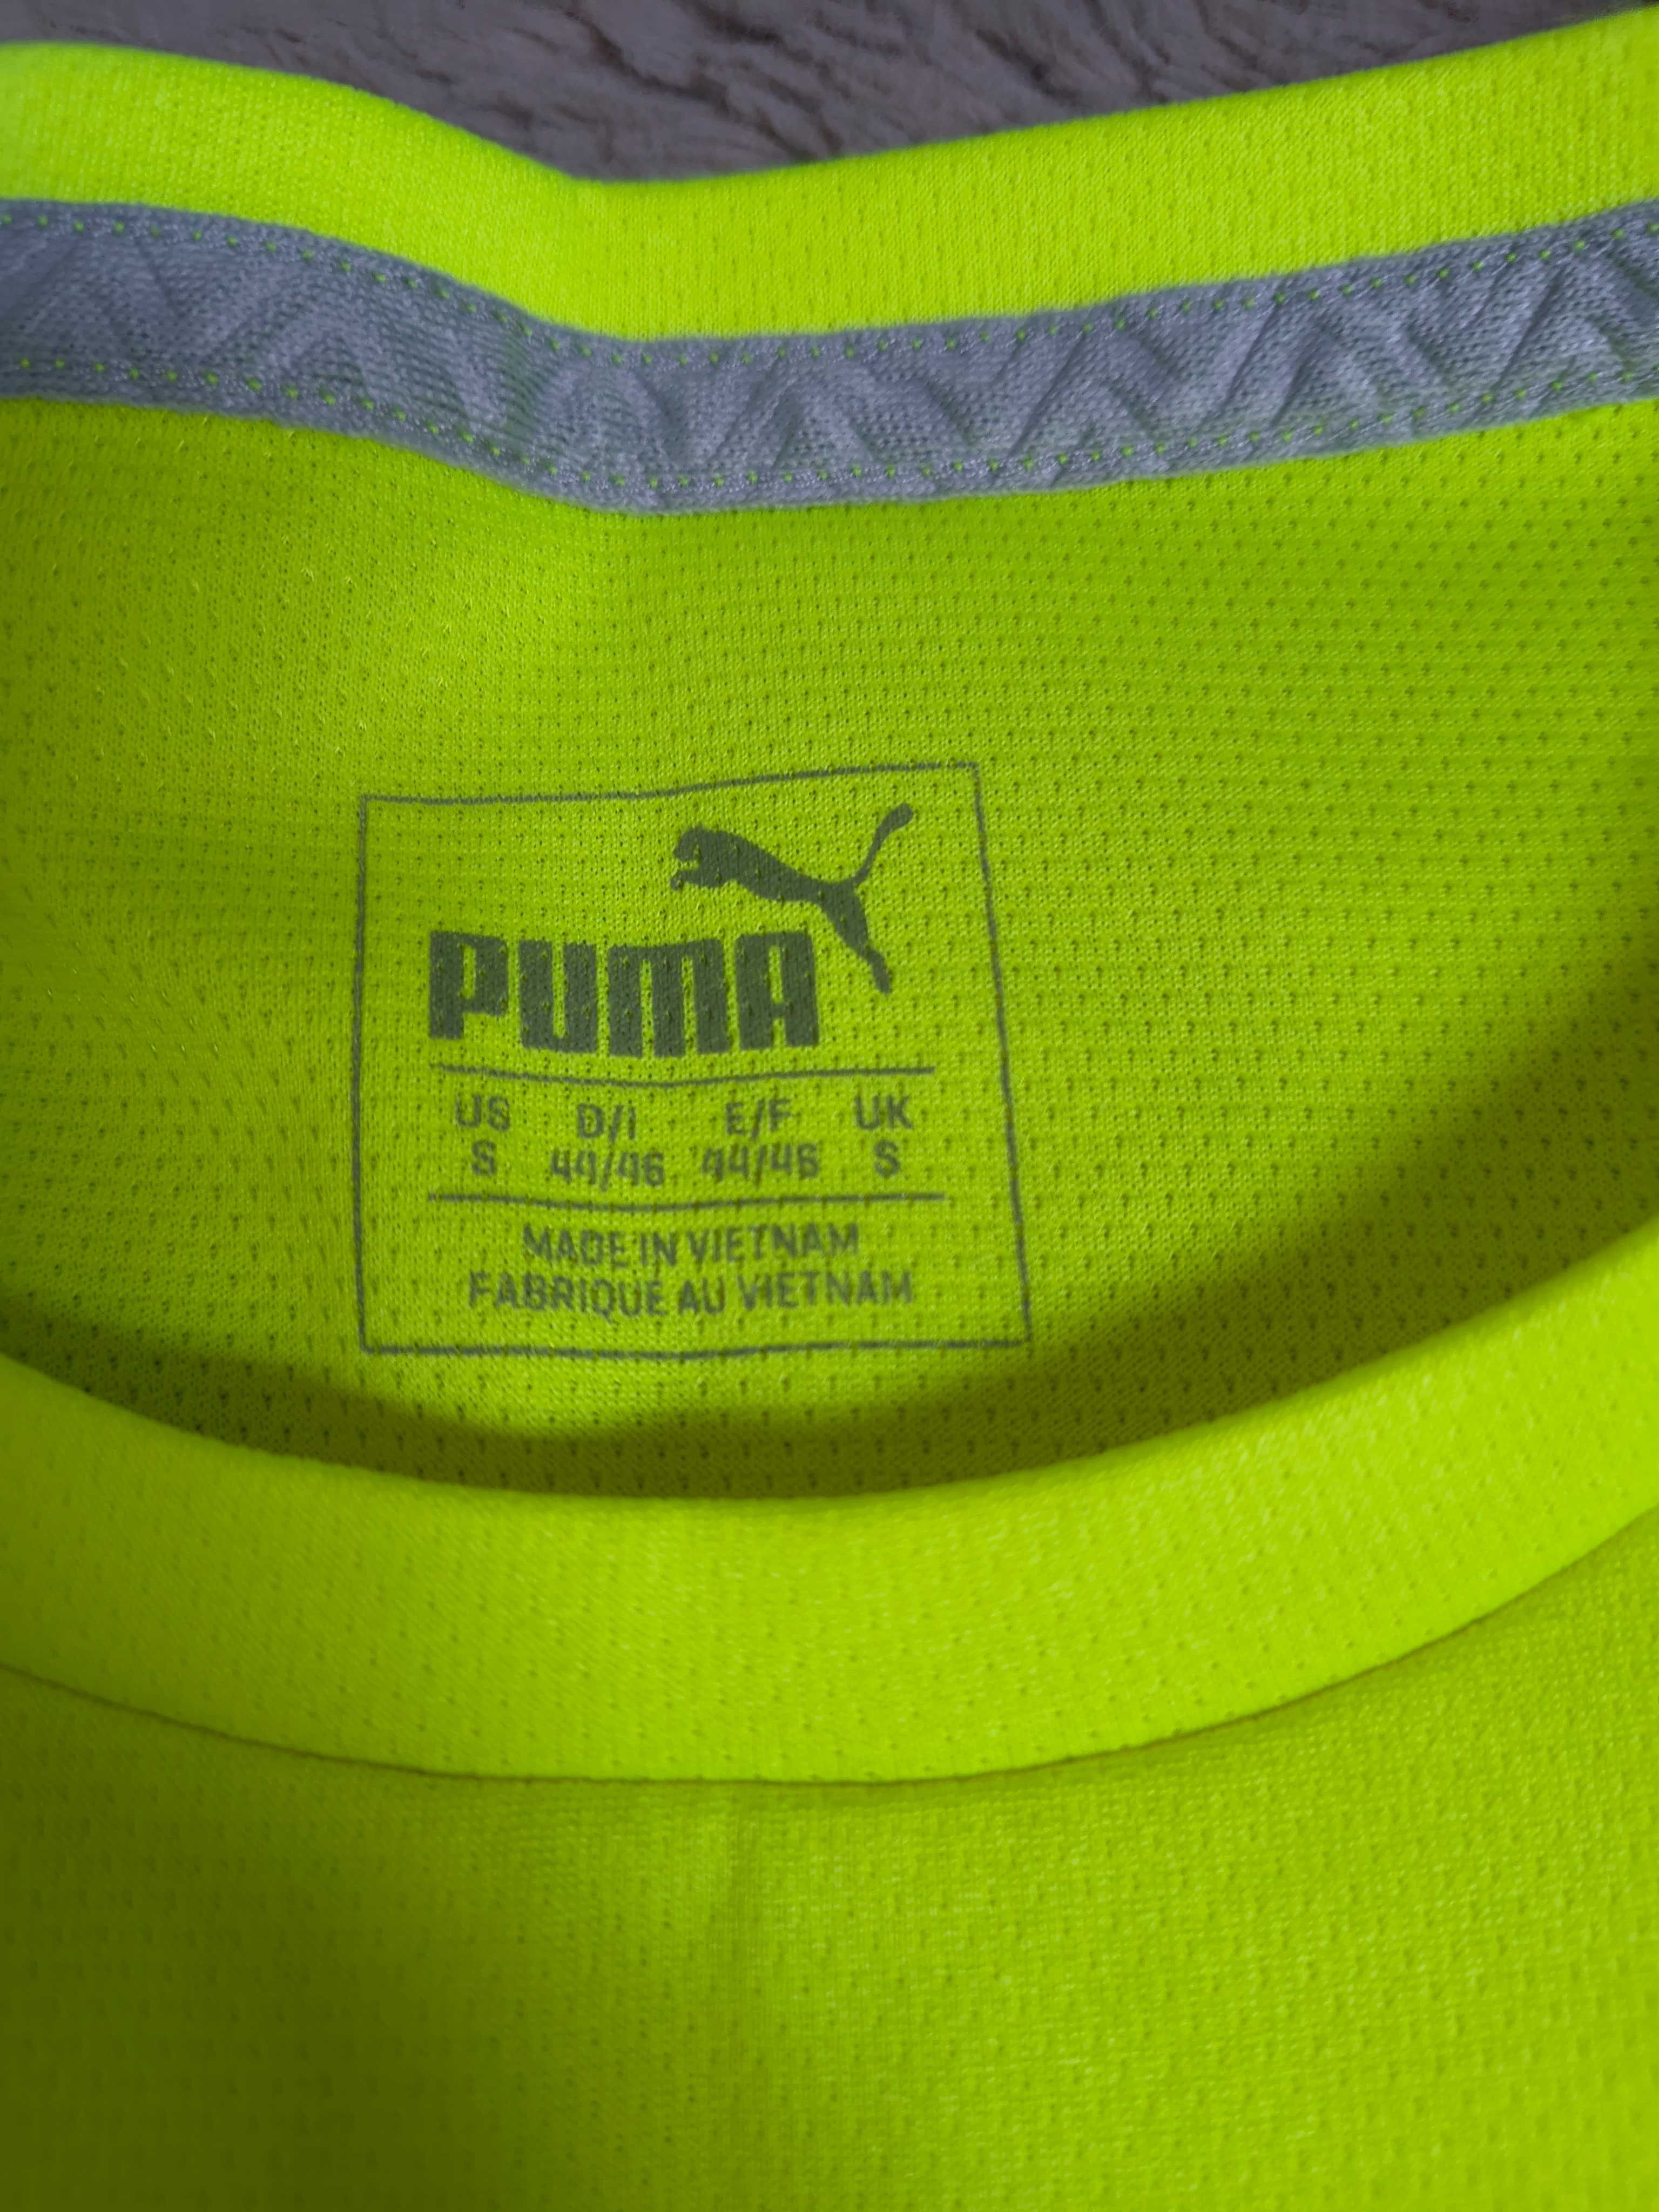 PUMA
US D/I E/F UK
S 44/46 44/46 S
MADE IN VIETNAM
FABRIQUE AU VIETNAM